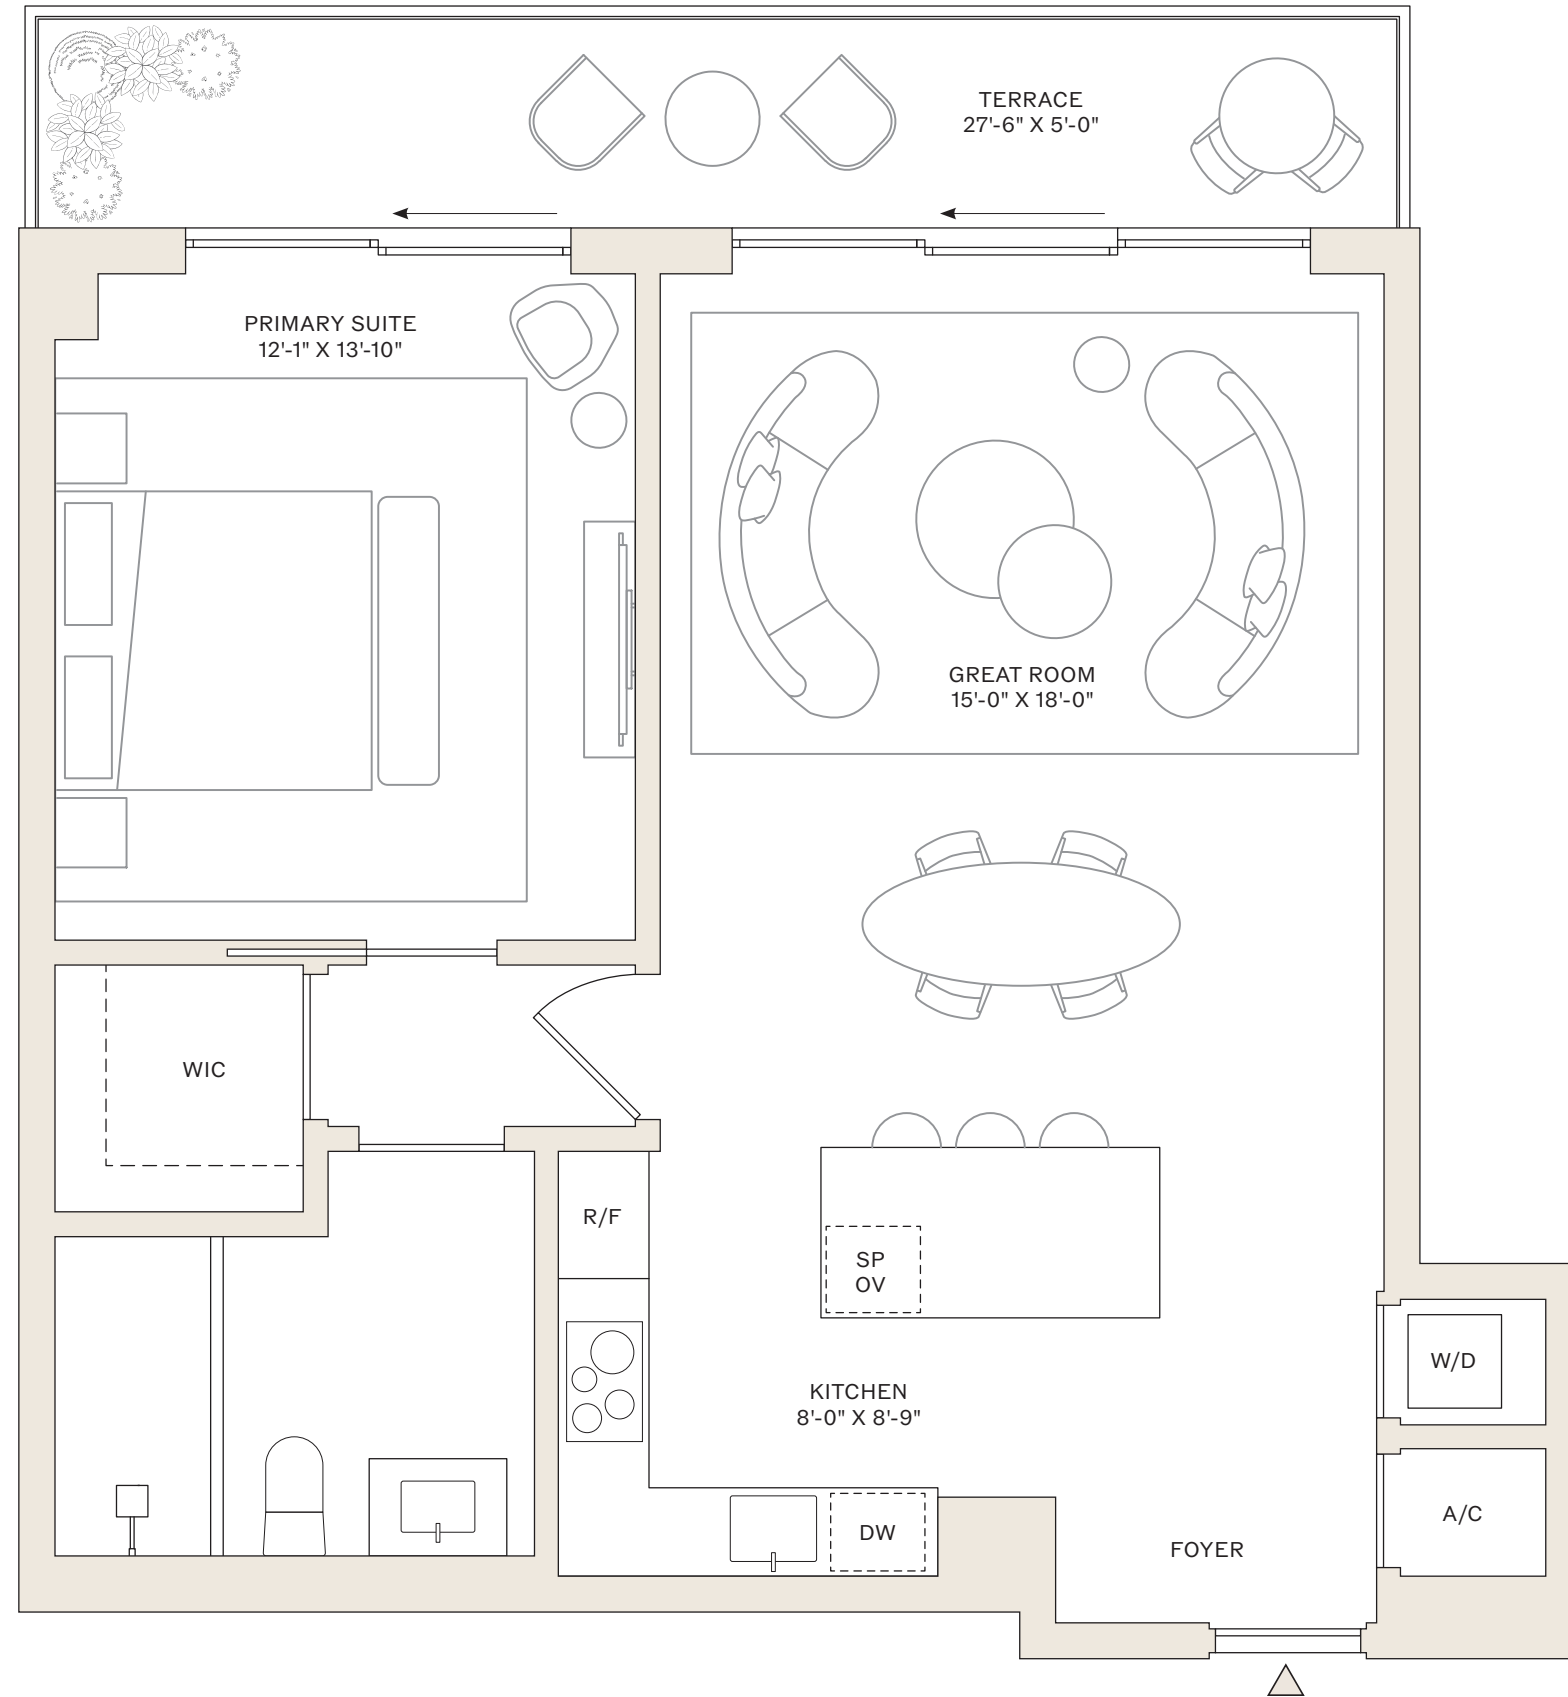 TERRACE
27'-6" X 5'-0"
PRIMARY SUITE
12'-1" X 13'-10"
GREAT ROOM
15'-0" X 18'-0"
WIC
R/F
SP
OV
W/D
KITCHEN
8'-0" X 8'-9"
A/C
DW
FOYER